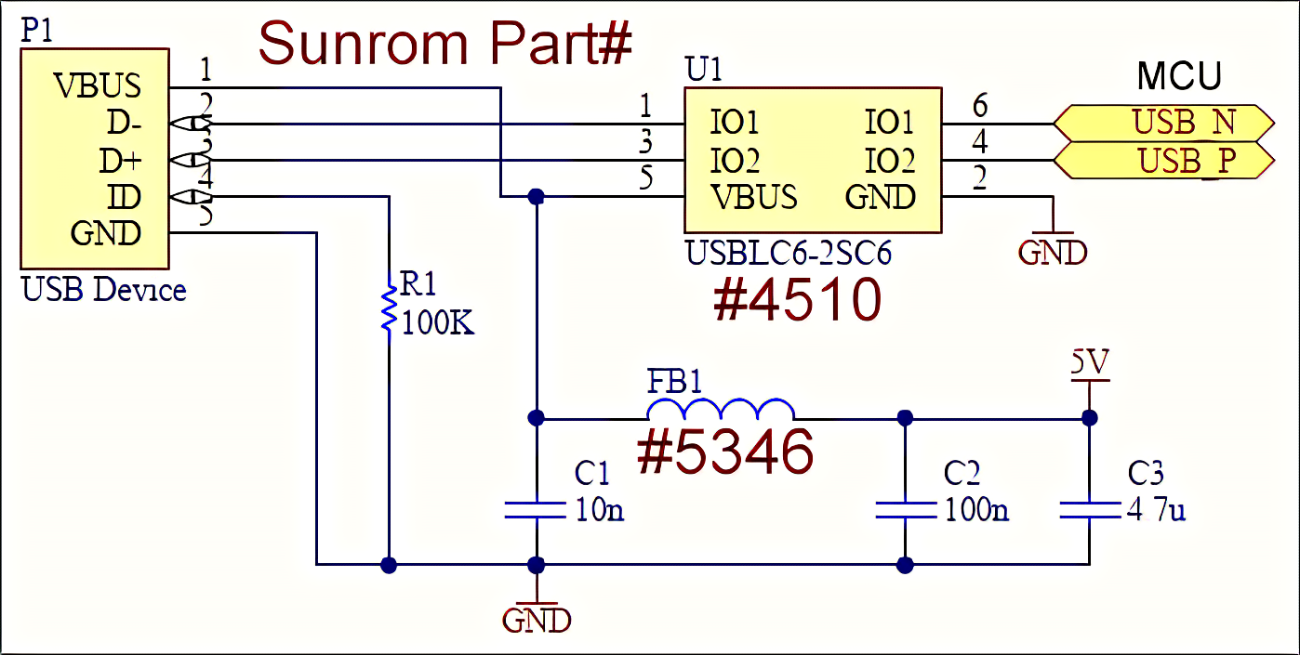 P1
Sunrom Part#
VBUS 1
D- 2
D+ 3
ID 4
GND 5
USB Device
U1
1 IO1 IO1 6
3 IO2 IO2 4
5 VBUS GND 2
USBLC6-2SC6
#4510
MCU
USB_N
USB_P
GND
R1
100K
5V
FB1
#5346
C1
10n
C2
100n
C3
4 7u
GND